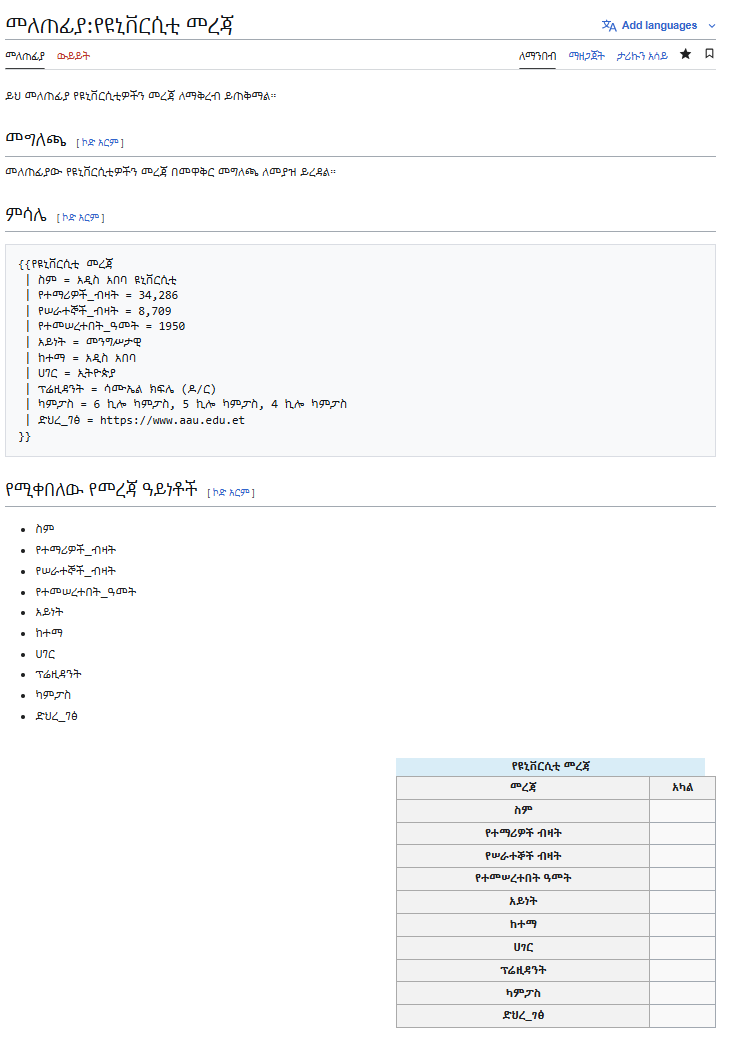 መለጠፊያ:የዩኒቨርሲቲ መረጃ
Add languages
መለጠፊያ ውይይት ለማንበብ ማዘጋጀት ታሪኩን አሳይ
ይህ መለጠፊያ የዩኒቨርሲቲዎችን መረጃ ለማቅረብ ይጠቅማል።
መግለጫ [ኮድ አርም]
መለጠፊያው የዩኒቨርሲቲዎችን መረጃ በመዋቅር መግለጫ ለመያዝ ይረዳል።
ምሳሌ [ኮድ አርም]
{{የዩኒቨርሲቲ መረጃ
| ስም = አዲስ አበባ ዩኒቨርሲቲ
| የተማሪዎች_ብዛት = 34,286
| የሠራተኞች_ብዛት = 8,709
| የተመሠረተበት_ዓመት = 1950
| አይነት = መንግሥታዊ
| ከተማ = አዲስ አበባ
| ሀገር = ኢትዮጵያ
| ፕሬዚዳንት = ሳሙኤል ክፍሌ (ዶ/ር)
| ካምፓስ = 6 ኪሎ ካምፓስ, 5 ኪሎ ካምፓስ, 4 ኪሎ ካምፓስ
| ድህረ_ገፅ = https://www.aau.edu.et
}}
የሚቀበለው የመረጃ ዓይነቶች [ኮድ አርም]
ስም
የተማሪዎች_ብዛት
የሠራተኞች_ብዛት
የተመሠረተበት_ዓመት
አይነት
ከተማ
ሀገር
ፕሬዚዳንት
ካምፓስ
ድህረ_ገፅ
የዩኒቨርሲቲ መረጃ
መረጃ አካል
ስም
የተማሪዎች ብዛት
የሠራተኞች ብዛት
የተመሠረተበት ዓመት
አይነት
ከተማ
ሀገር
ፕሬዚዳንት
ካምፓስ
ድህረ_ገፅ